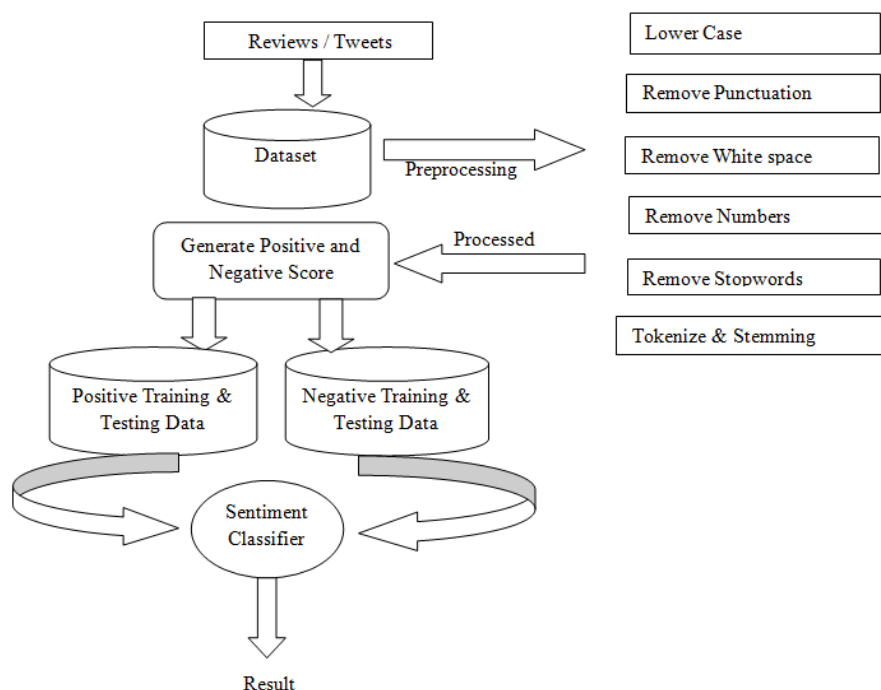 Reviews / Tweets
Dataset
Preprocessing
Lower Case
Remove Punctuation
Remove White space
Remove Numbers
Remove Stopwords
Tokenize & Stemming
Processed
Generate Positive and
Negative Score
Positive Training &
Testing Data
Negative Training &
Testing Data
Sentiment
Classifier
Result